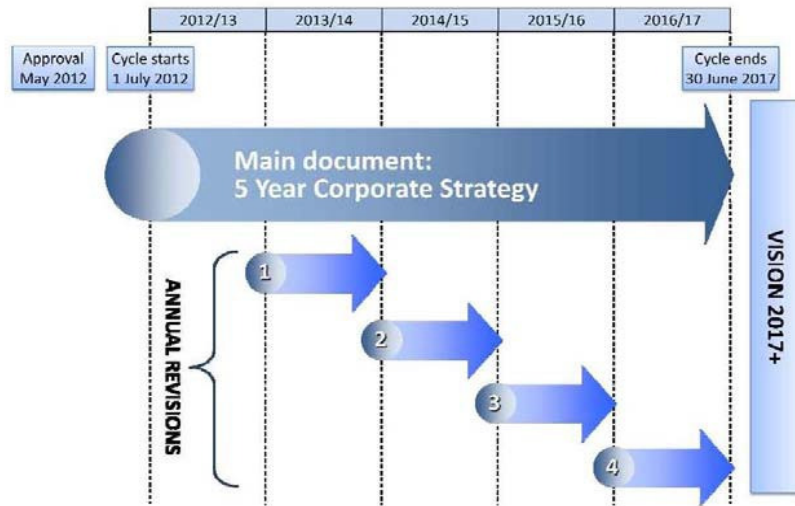 2012/13 2013/14 2014/15 2015/16 2016/17
Approval
May 2012
Cycle starts
1 July 2012
Cycle ends
30 June 2017
Main document:
5 Year Corporate Strategy
ANNUAL REVISIONS
1
2
3
4
VISION 2017+